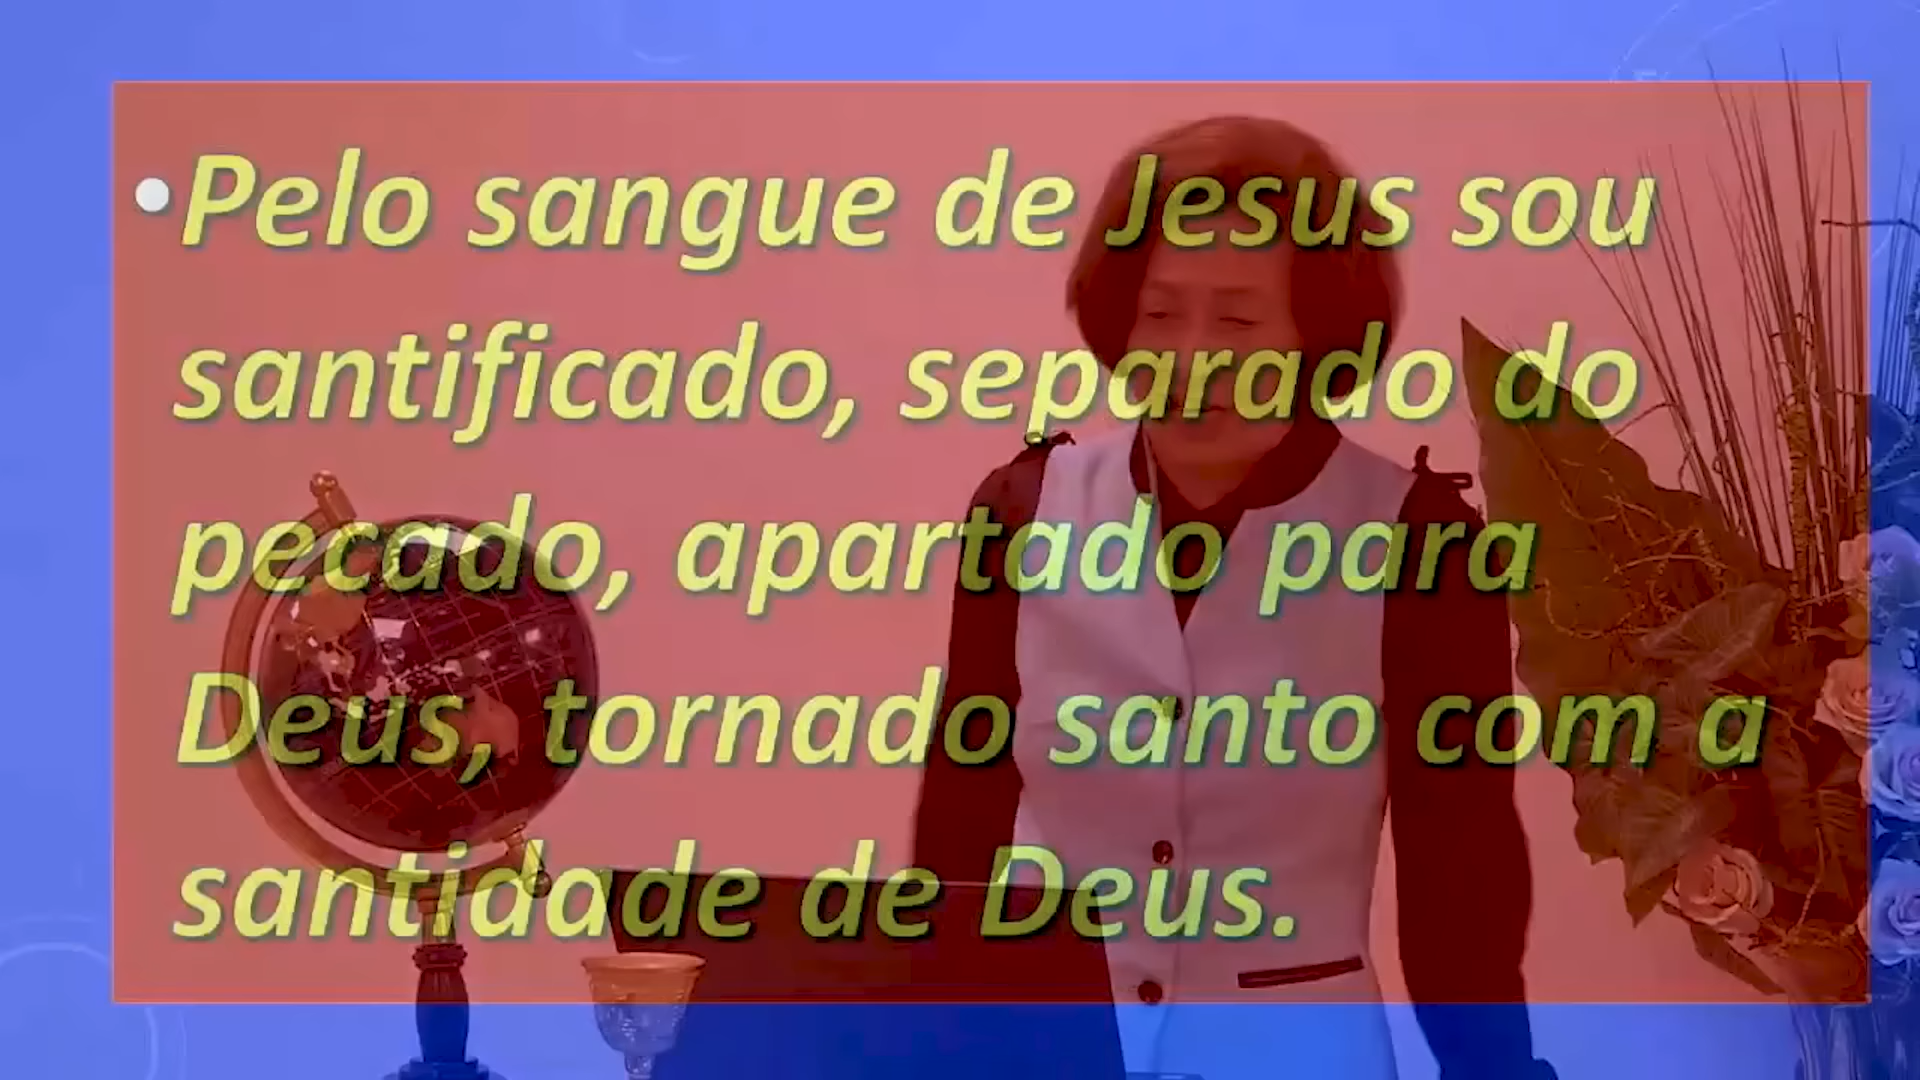 •Pelo sangue de Jesus sou
santificado, separado do
pecado, apartado para
Deus, tornado santo com a
santidade de Deus.